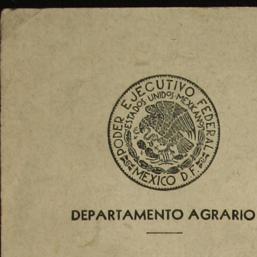 PODER EJECUTIVO FEDERAL
ESTADOS UNIDOS MEXICANOS
MEXICO D.F.
DEPARTAMENTO AGRARIO